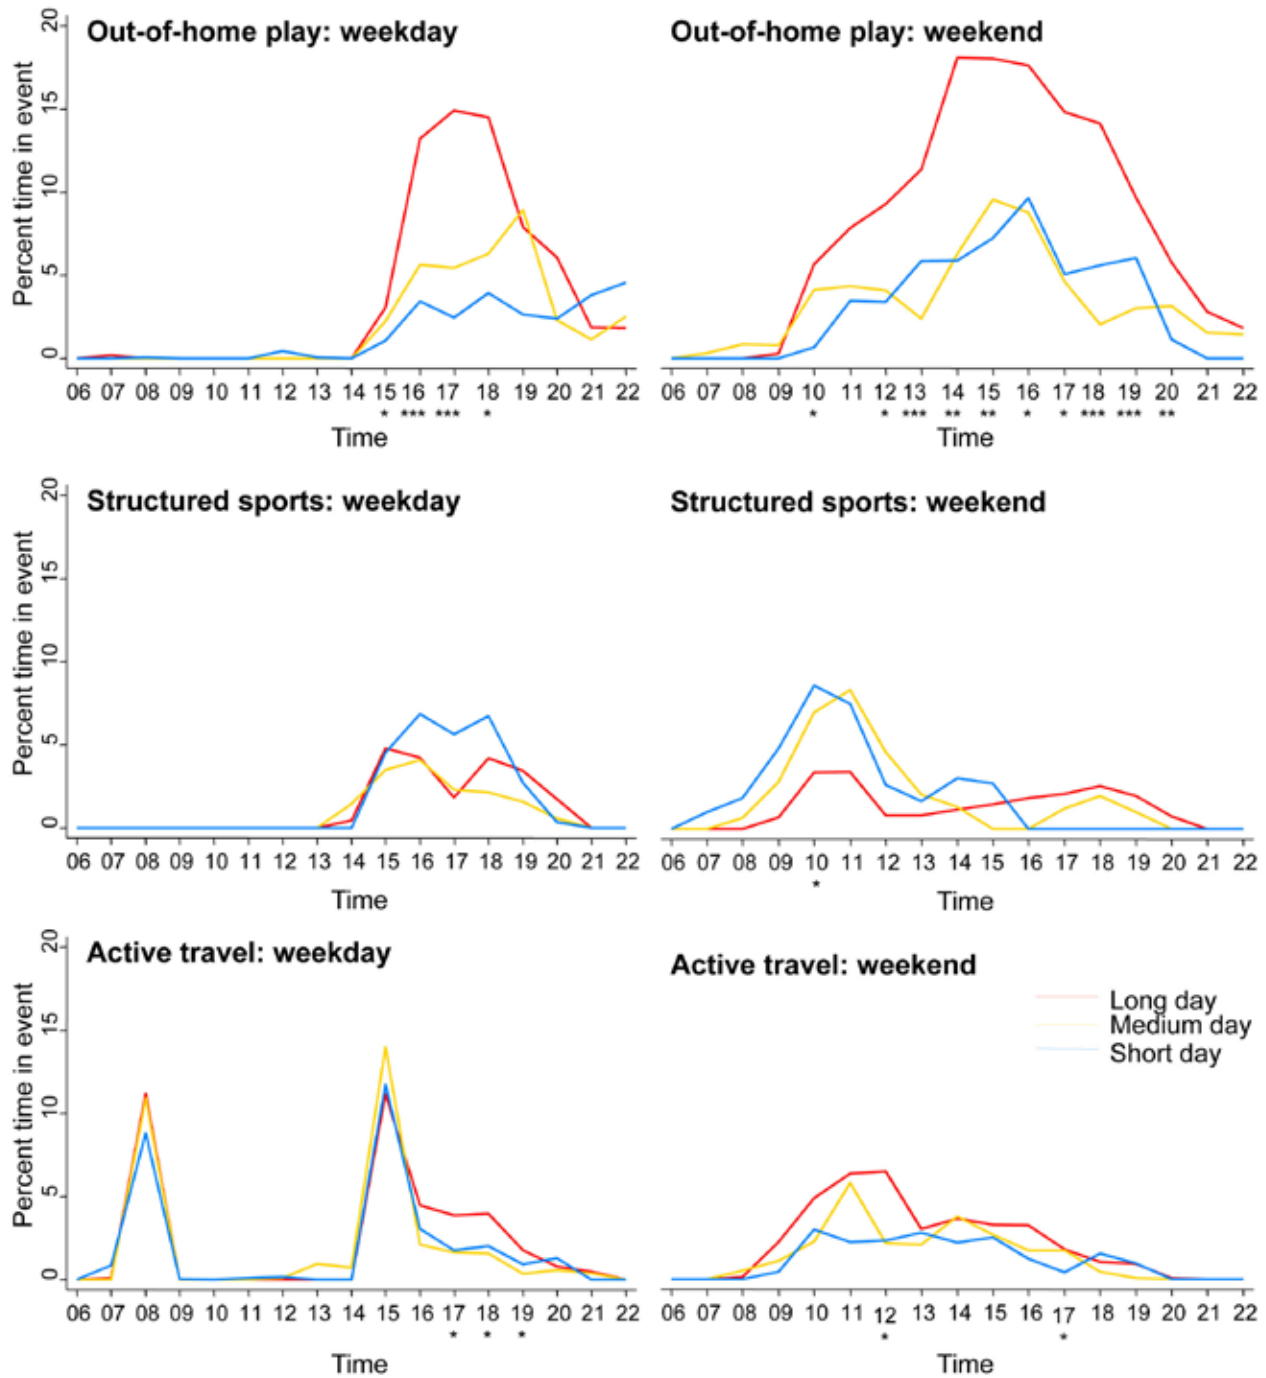 Out-of-home play: weekday
Percent time in event
20
15
10
5
0
06 07 08 09 10 11 12 13 14 15 16 17 18 19 20 21 22
* *** *** *
Time
Out-of-home play: weekend
06 07 08 09 10 11 12 13 14 15 16 17 18 19 20 21 22
* * *** ** ** * * *** *** **
Time
Structured sports: weekday
Percent time in event
20
15
10
5
0
06 07 08 09 10 11 12 13 14 15 16 17 18 19 20 21 22
Time
Structured sports: weekend
06 07 08 09 10 11 12 13 14 15 16 17 18 19 20 21 22
*
Time
Active travel: weekday
Percent time in event
20
15
10
5
0
06 07 08 09 10 11 12 13 14 15 16 17 18 19 20 21 22
* * *
Time
Active travel: weekend
Long day
Medium day
Short day
06 07 08 09 10 11 12 13 14 15 16 17 18 19 20 21 22
* *
Time